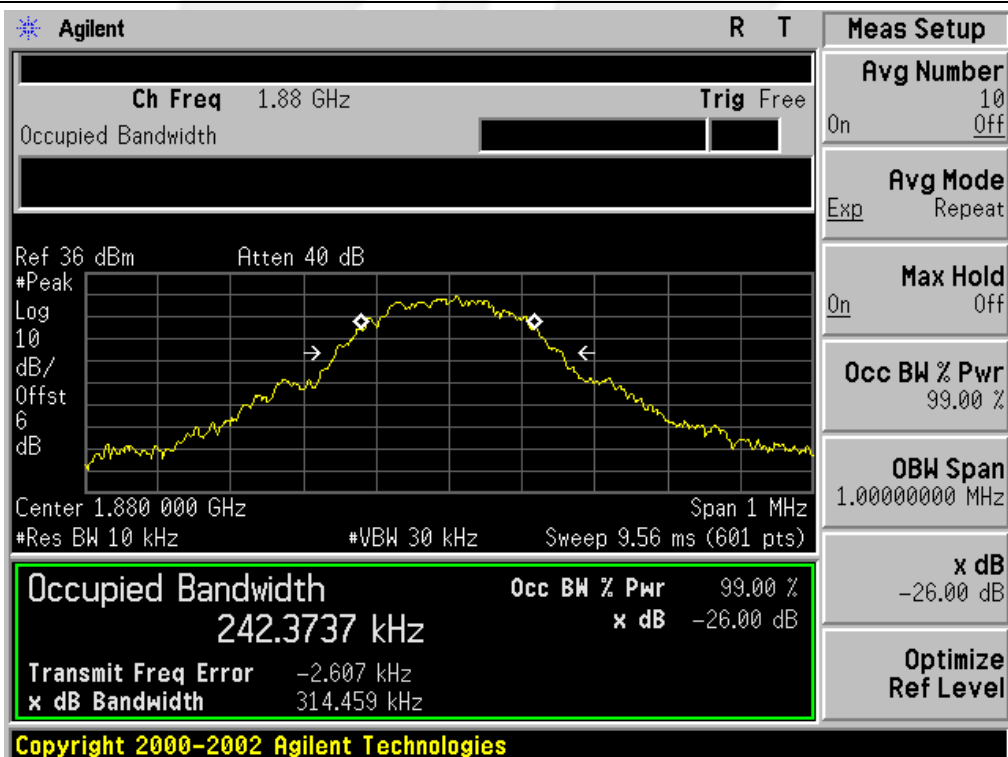 Agilent R T
Ch Freq 1.88 GHz Trig Free
Occupied Bandwidth
Ref 36 dBm Atten 40 dB
#Peak
Log
10
dB/
Offst
6
dB
Center 1.880 000 GHz Span 1 MHz
#Res BW 10 kHz #VBW 30 kHz Sweep 9.56 ms (601 pts)
Occupied Bandwidth
242.3737 kHz
Occ BW % Pwr 99.00 %
x dB -26.00 dB
Transmit Freq Error -2.607 kHz
x dB Bandwidth 314.459 kHz
Copyright 2000-2002 Agilent Technologies
Meas Setup
Avg Number
10
On Off
Avg Mode
Exp Repeat
Max Hold
On Off
Occ BW % Pwr
99.00 %
OBW Span
1.00000000 MHz
x dB
-26.00 dB
Optimize
Ref Level